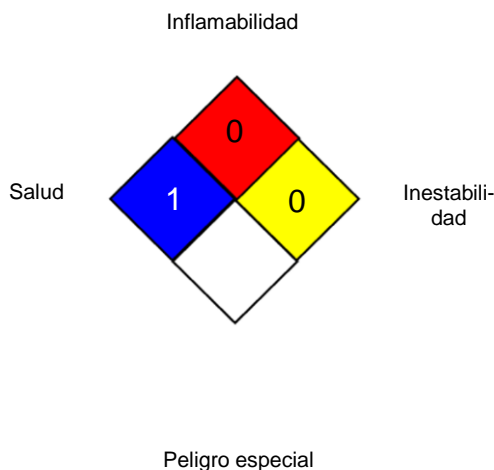 Inflamabilidad
0
Salud
1
0
Inestabili-
dad
Peligro especial